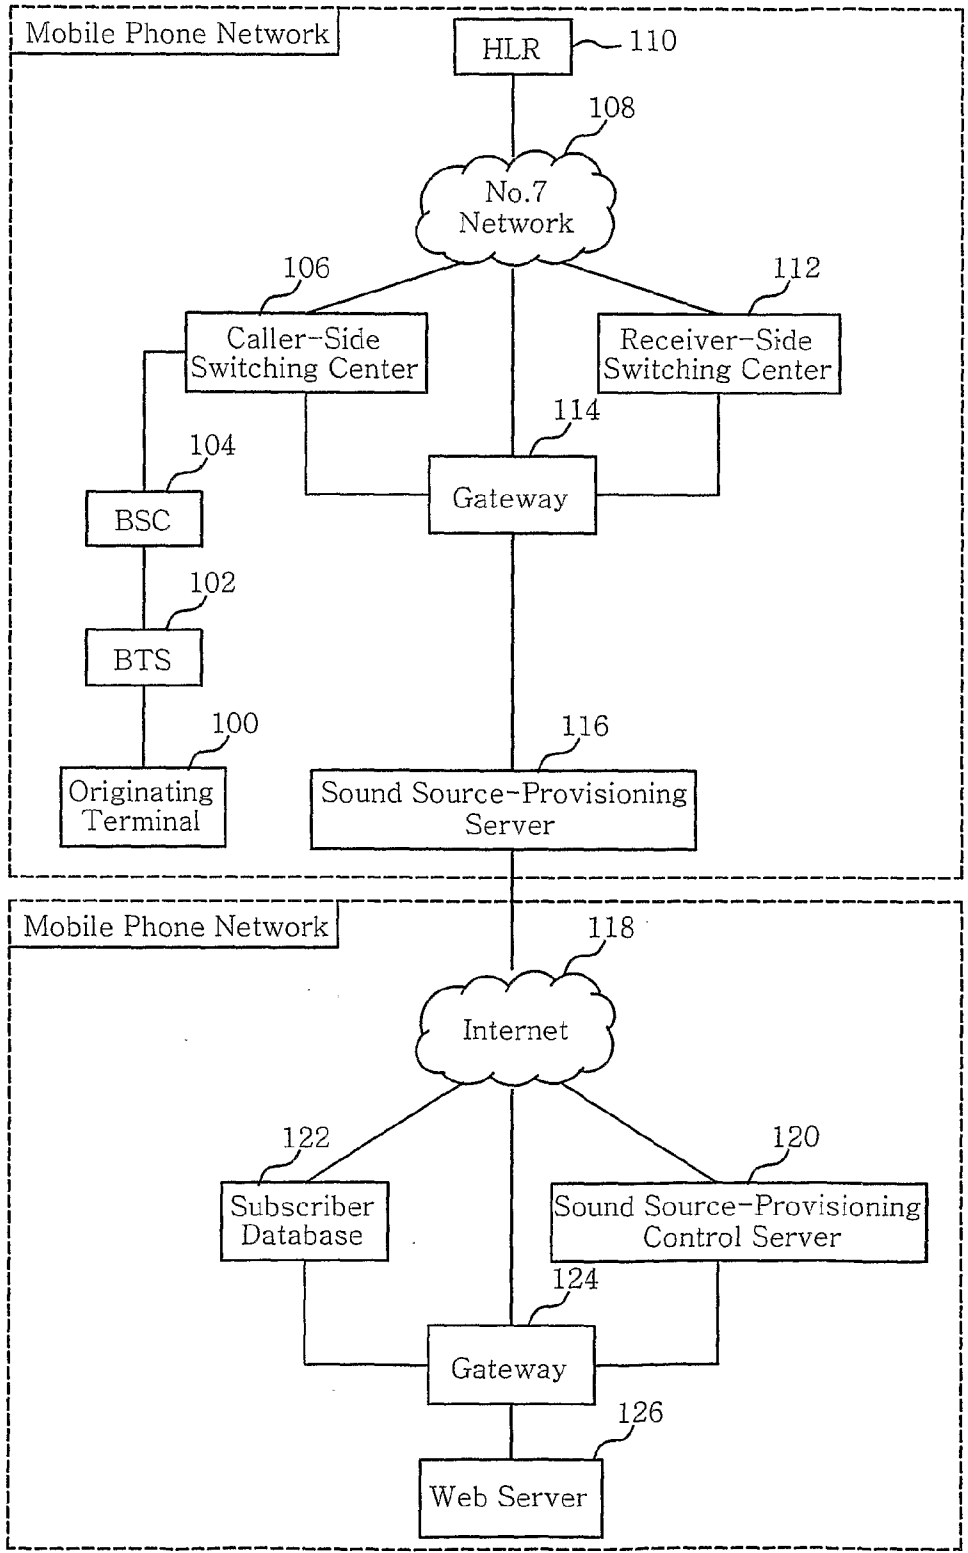 Mobile Phone Network
HLR
110
108
No.7
Network
106
112
Caller-Side
Switching Center
Receiver-Side
Switching Center
114
104
Gateway
BSC
102
BTS
100
116
Originating
Terminal
Sound Source-Provisioning
Server
Mobile Phone Network
118
Internet
122
120
Subscriber
Database
Sound Source-Provisioning
Control Server
124
Gateway
126
Web Server